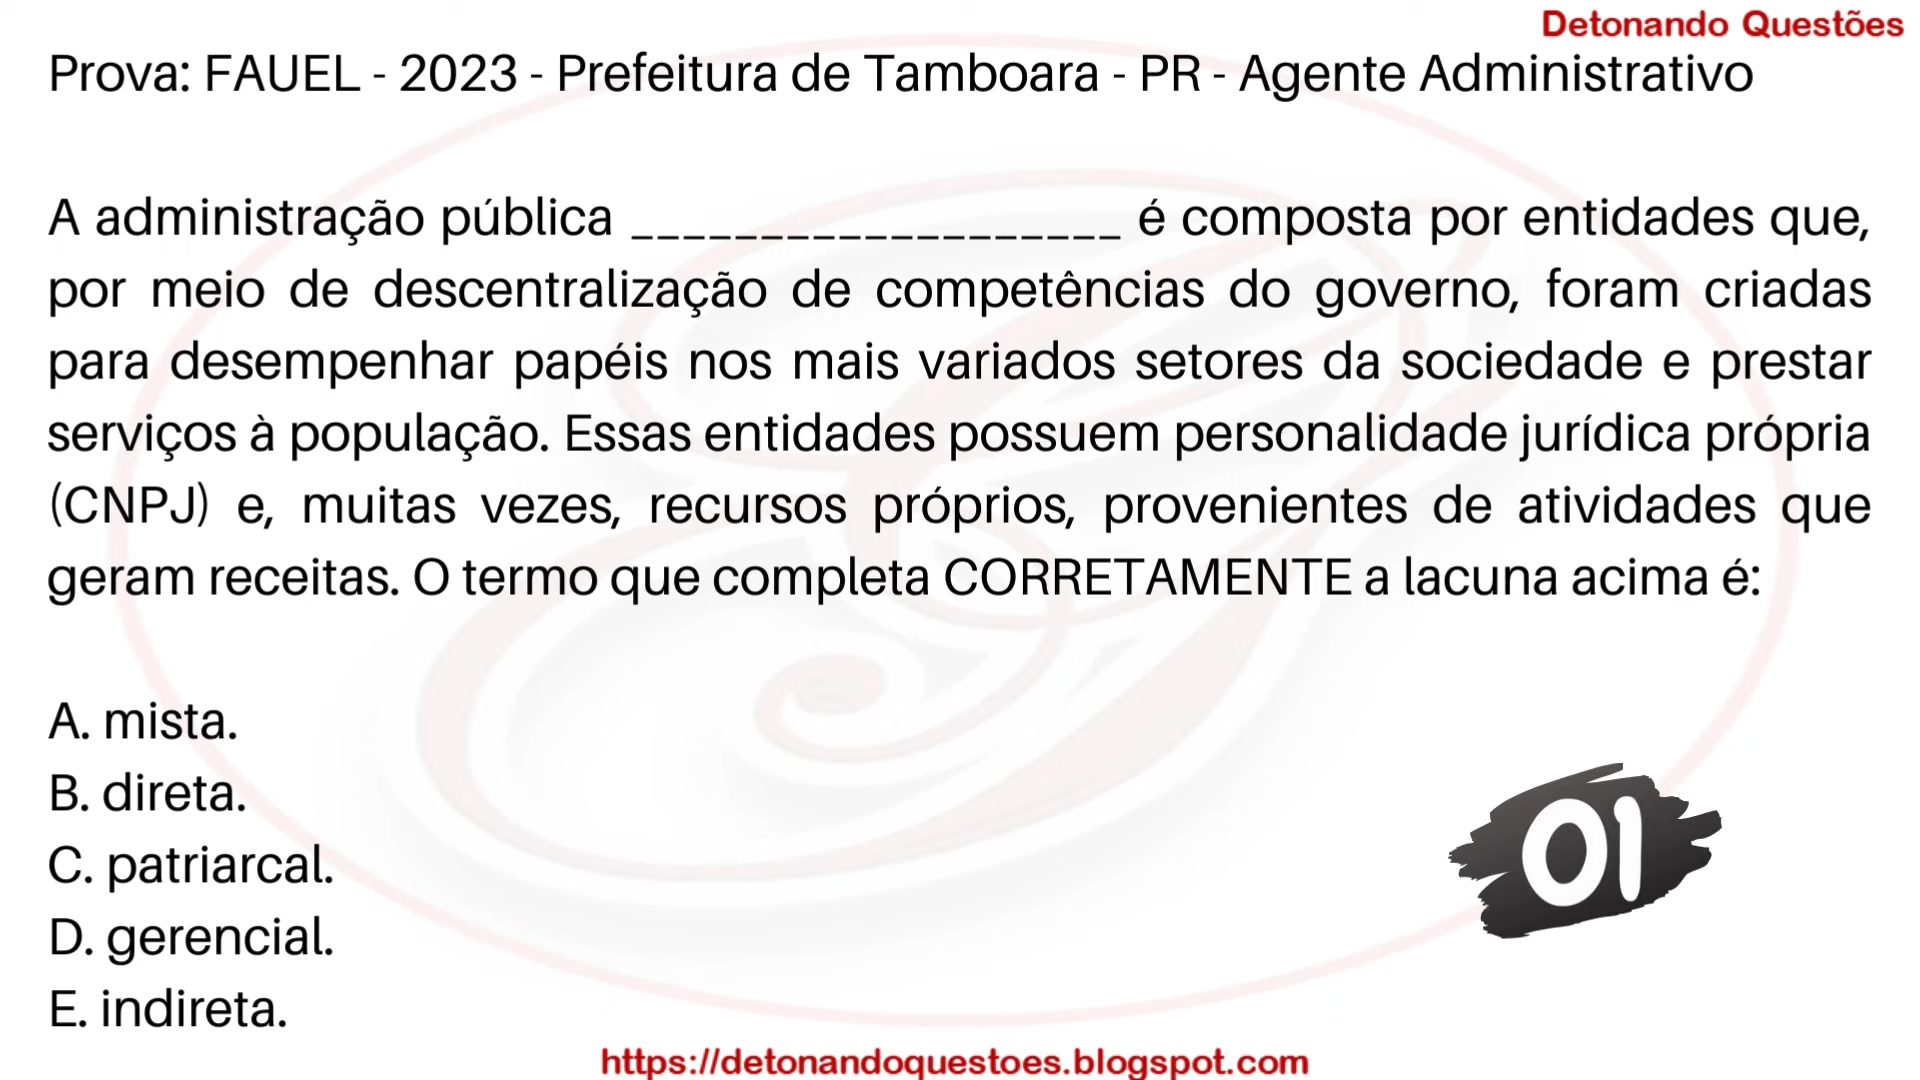 Detonando Questões
Prova: FAUEL - 2023 - Prefeitura de Tamboara - PR - Agente Administrativo
A administração pública ___________________ é composta por entidades que,
por meio de descentralização de competências do governo, foram criadas
para desempenhar papéis nos mais variados setores da sociedade e prestar
serviços à população. Essas entidades possuem personalidade jurídica própria
(CNPJ) e, muitas vezes, recursos próprios, provenientes de atividades que
geram receitas. O termo que completa CORRETAMENTE a lacuna acima é:
A. mista.
B. direta.
C. patriarcal.
D. gerencial.
E. indireta.
01
https://detonandoquestoes.blogspot.com